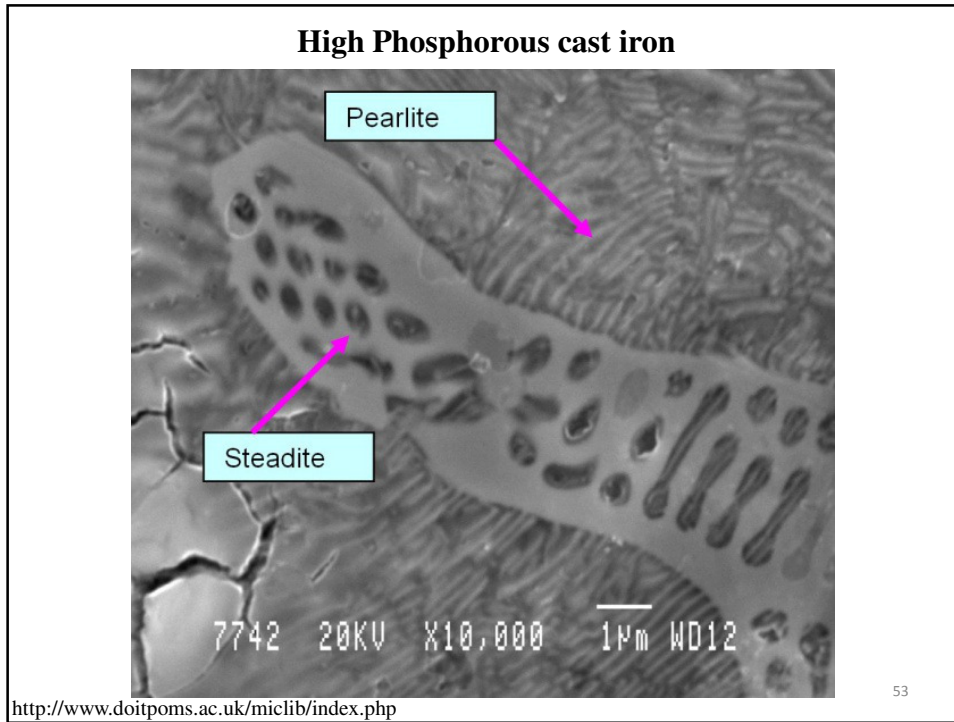 High Phosphorous cast iron
Pearlite
Steadite
7742 20KV X10,000 1µm WD12
53
http://www.doitpoms.ac.uk/miclib/index.php